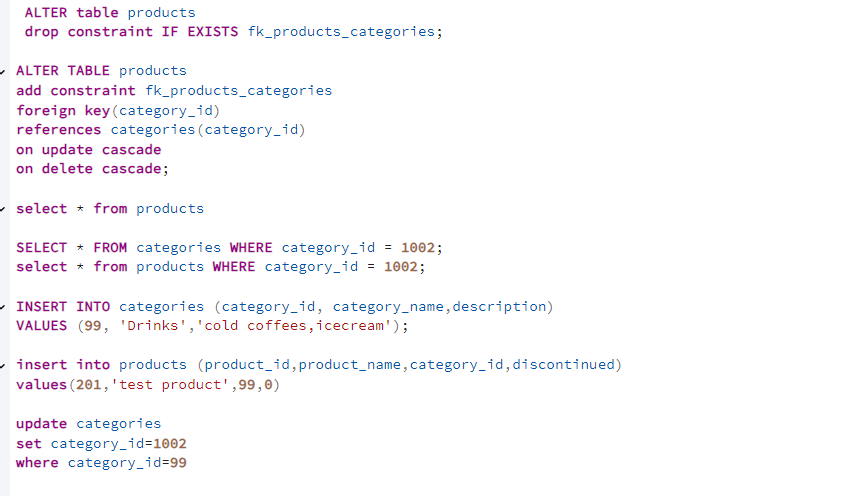 ALTER table products
drop constraint IF EXISTS fk_products_categories;
ALTER TABLE products
add constraint fk_products_categories
foreign key(category_id)
references categories(category_id)
on update cascade
on delete cascade;
select * from products
SELECT * FROM categories WHERE category_id = 1002;
select * from products WHERE category_id = 1002;
INSERT INTO categories (category_id, category_name,description)
VALUES (99, 'Drinks','cold coffees,icecream');
insert into products (product_id,product_name,category_id,discontinued)
values(201,'test product',99,0)
update categories
set category_id=1002
where category_id=99